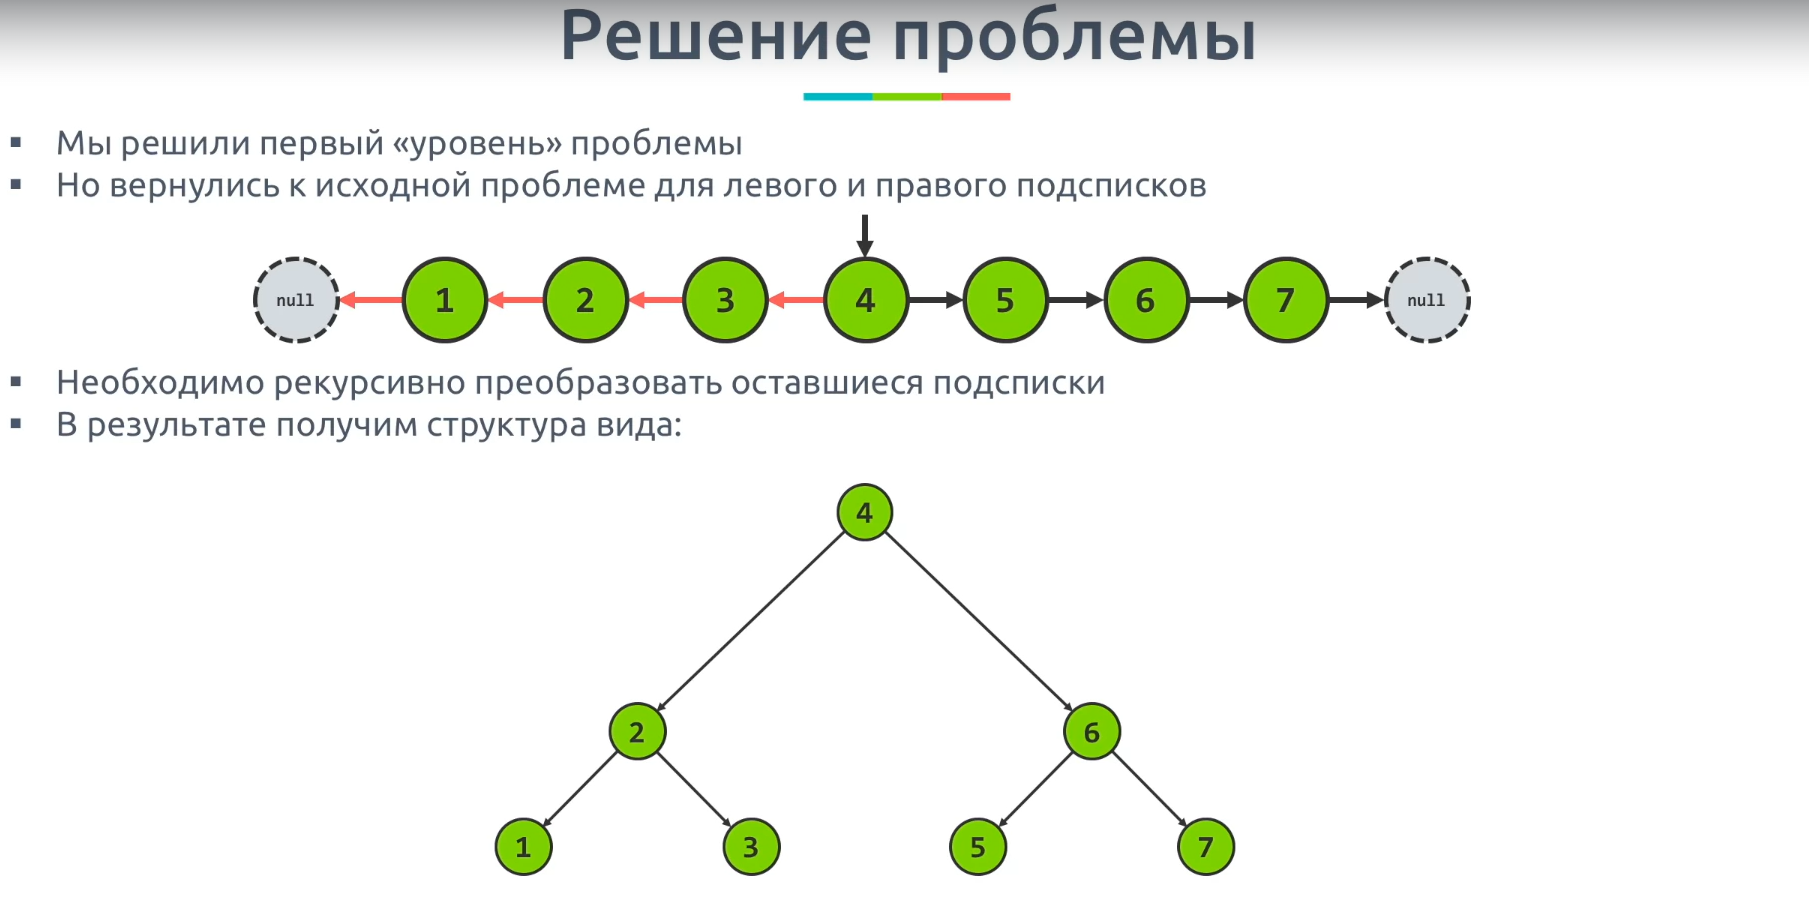 Решение проблемы
▪ Мы решили первый «уровень» проблемы
▪ Но вернулись к исходной проблеме для левого и правого подсписков
null 1 2 3 4 5 6 7 null
▪ Необходимо рекурсивно преобразовать оставшиеся подсписки
▪ В результате получим структура вида:
4
2 6
1 3 5 7